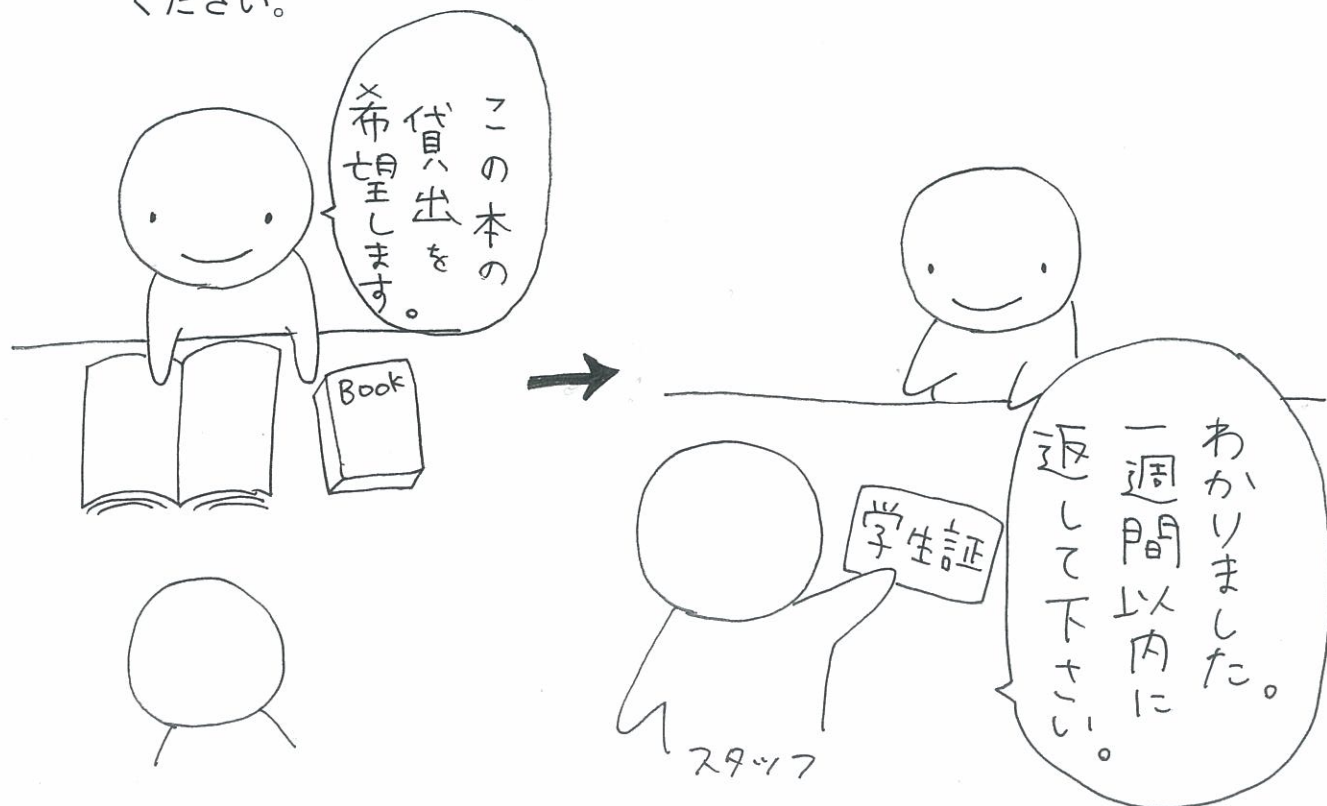 ください。
この本の
貸出を
希望します。
Book
学生証
わかりました。
一週間以内に
返して下さい。
スタッフ